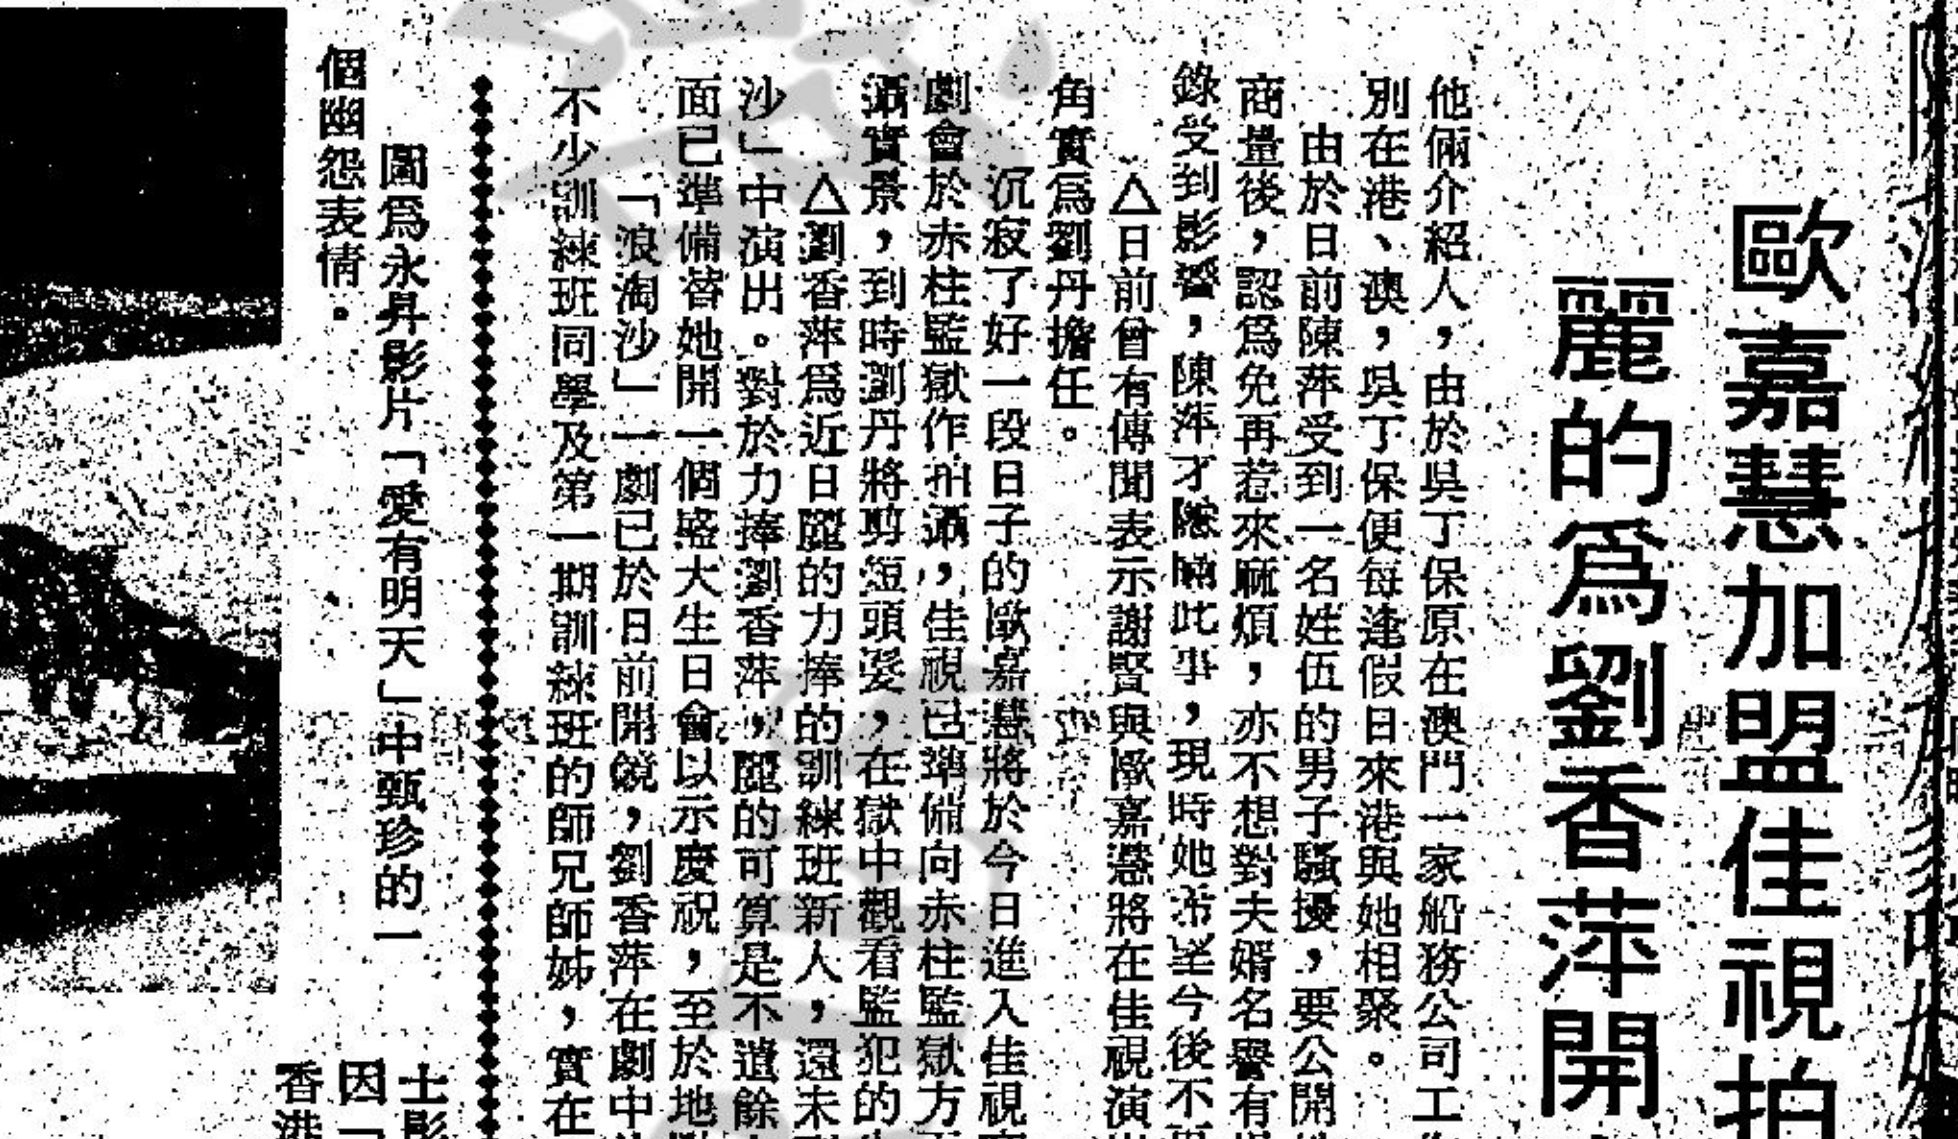 歐嘉慧加盟佳視拍
麗的爲劉香萍開
他倆介紹人，由於吳丁保原在澳門一家船務公司工
別在港、澳，吳丁保便每逢假日來港與她相聚。
由於日前陳萍受到一名姓伍的男子騷擾，要公開
商量後，認爲免再惹來麻煩，亦不想對夫婿名譽有
錄受到影響，陳萍才隱瞞此事，現時她希望今後不
△日前曾有傳聞表示謝賢與歐嘉慧將在佳視演
角實爲劉丹擔任。
沉寂了好一段日子的歐嘉慧將於今日進入佳視
劇會於赤柱監獄作拍攝，佳視已準備向赤柱監獄方
攝實景，到時劉丹將剪短頭髮，在獄中觀看監犯的
△劉香萍爲近日麗的力捧的訓練班新人，還未
沙」中演出。對於力捧劉香萍，麗的可算是不遺餘
面已準備替她開一個盛大生日會以示慶祝，至於地
「浪淘沙」一劇已於日前開鏡，劉香萍在劇中
不少訓練班同學及第一期訓練班的師兄師姊，實在
圖爲永昇影片「愛有明天」中甄珍的一
個幽怨表情。
士影
因「
香港